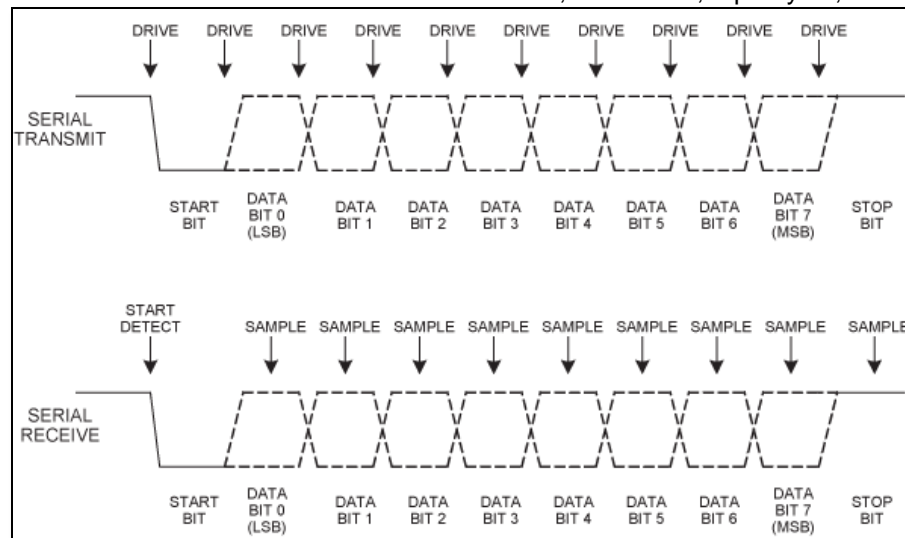 DRIVE DRIVE DRIVE DRIVE DRIVE DRIVE DRIVE DRIVE DRIVE DRIVE
SERIAL
TRANSMIT
START
BIT
DATA
BIT 0
(LSB)
DATA
BIT 1
DATA
BIT 2
DATA
BIT 3
DATA
BIT 4
DATA
BIT 5
DATA
BIT 6
DATA
BIT 7
(MSB)
STOP
BIT
START
DETECT
SAMPLE SAMPLE SAMPLE SAMPLE SAMPLE SAMPLE SAMPLE SAMPLE SAMPLE
SERIAL
RECEIVE
START
BIT
DATA
BIT 0
(LSB)
DATA
BIT 1
DATA
BIT 2
DATA
BIT 3
DATA
BIT 4
DATA
BIT 5
DATA
BIT 6
DATA
BIT 7
(MSB)
STOP
BIT